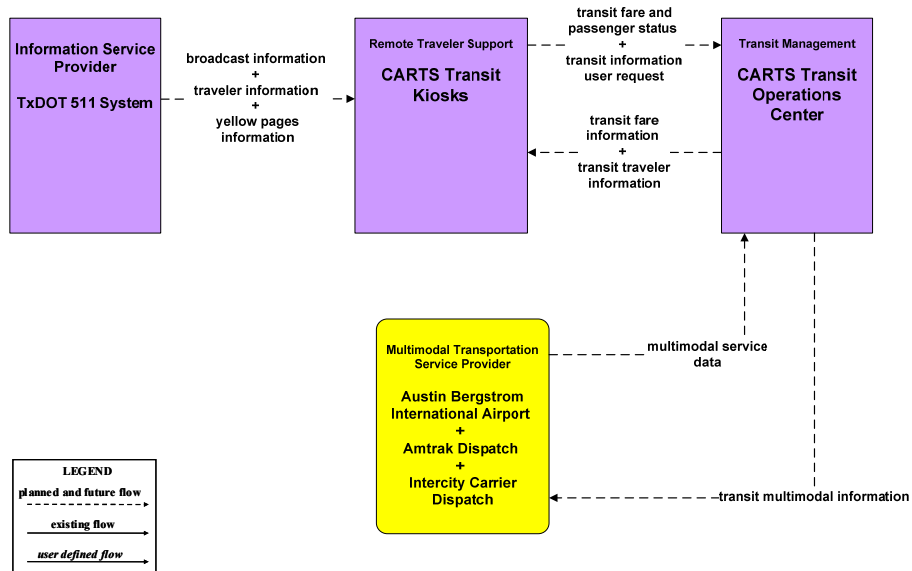 Information Service
Provider
TxDOT 511 System
broadcast information
+
traveler information
+
yellow pages
information
Remote Traveler Support
CARTS Transit
Kiosks
transit fare and
passenger status
+
transit information
user request
transit fare
information
+
transit traveler
information
Transit Management
CARTS Transit
Operations
Center
Multimodal Transportation
Service Provider
Austin Bergstrom
International Airport
+
Amtrak Dispatch
+
Intercity Carrier
Dispatch
multimodal service
data
transit multimodal information
LEGEND
planned and future flow
existing flow
user defined flow